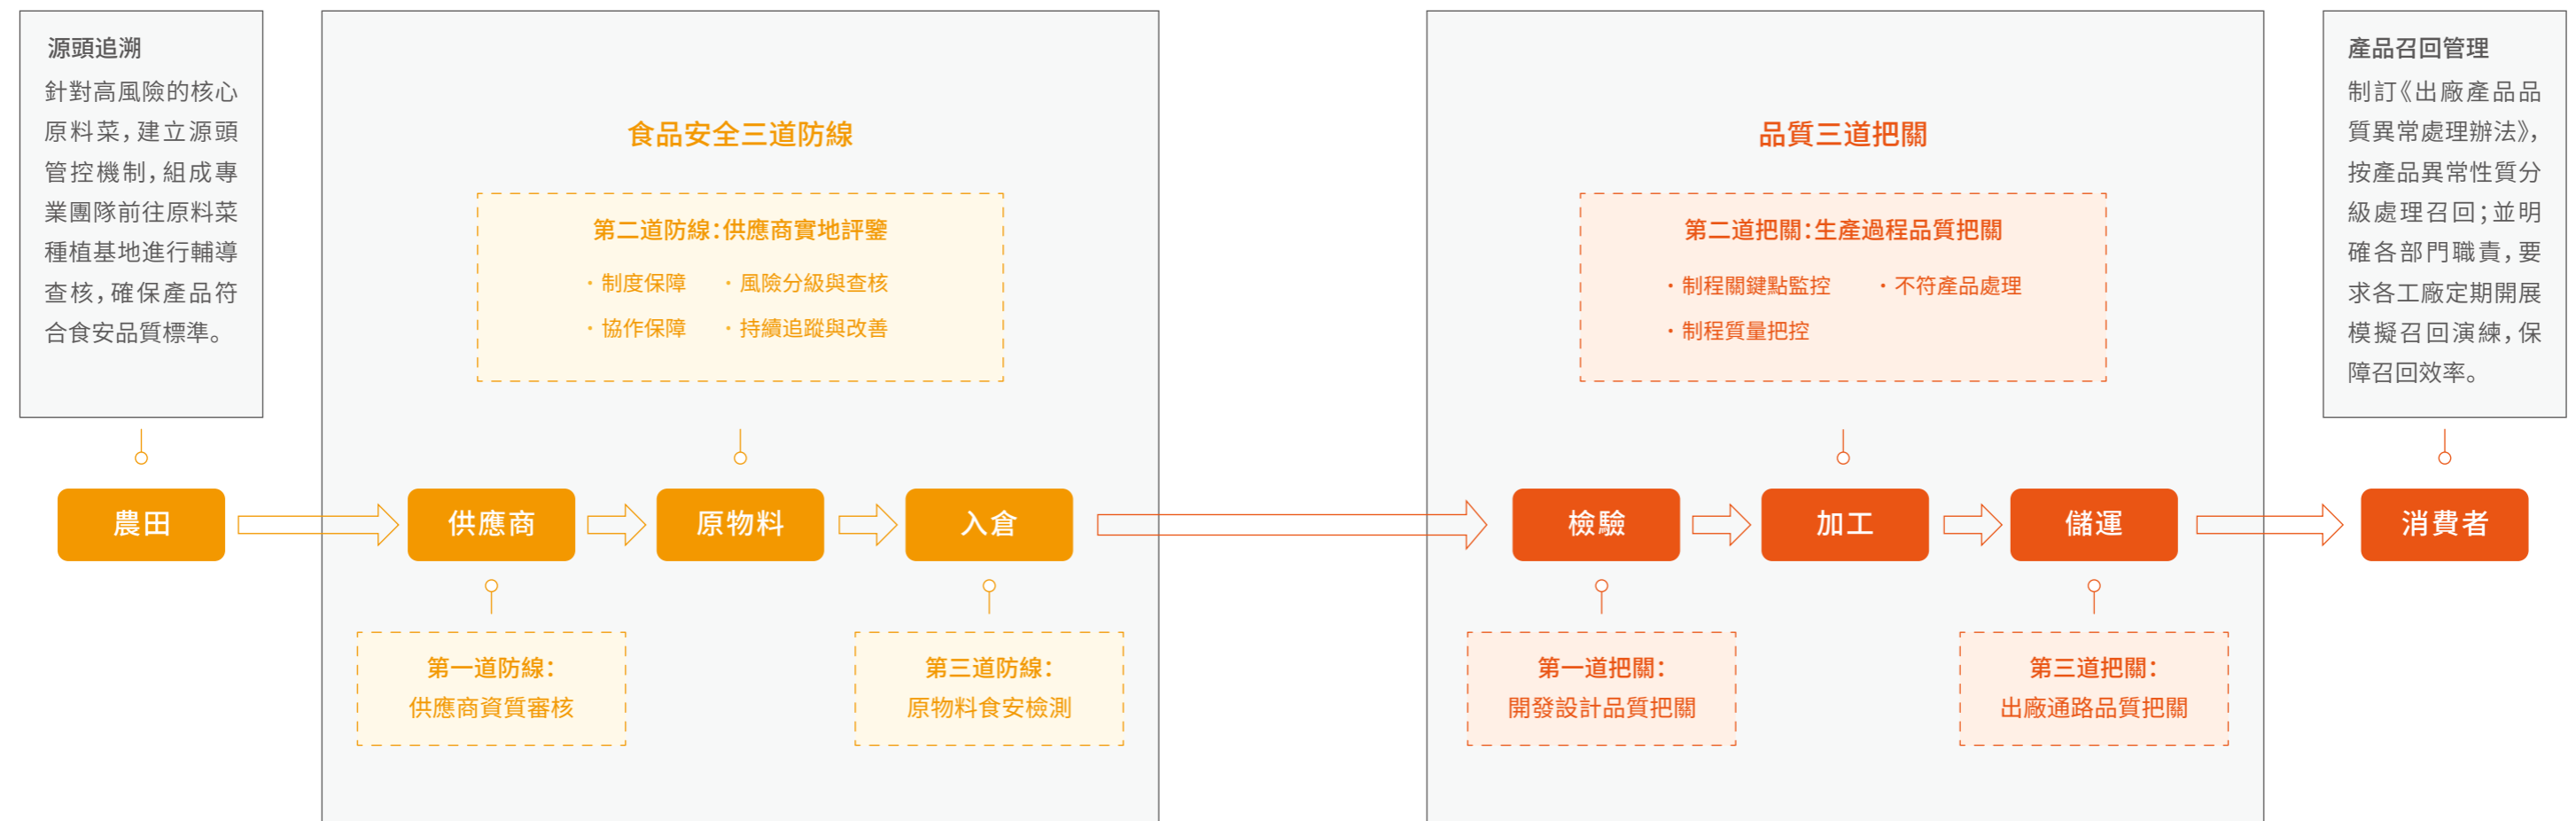 源頭追溯
針對高風險的核心
原料菜，建立源頭
管控機制，組成專
業團隊前往原料菜
種植基地進行輔導
查核，確保產品符
合食安品質標準。
食品安全三道防線
第二道防線：供應商實地評鑒
・制度保障
・風險分級與查核
・協作保障
・持續追蹤與改善
品質三道把關
第二道把關：生產過程品質把關
・制程關鍵點監控
・不符產品處理
・制程質量把控
產品召回管理
制訂《出廠產品品
質異常處理辦法》，
按產品異常性質分
級處理召回；並明
確各部門職責，要
求各工廠定期開展
模擬召回演練，保
障召回效率。
農田
供應商
原物料
入倉
檢驗
加工
儲運
消費者
第一道防線：
供應商資質審核
第三道防線：
原物料食安檢測
第一道把關：
開發設計品質把關
第三道把關：
出廠通路品質把關